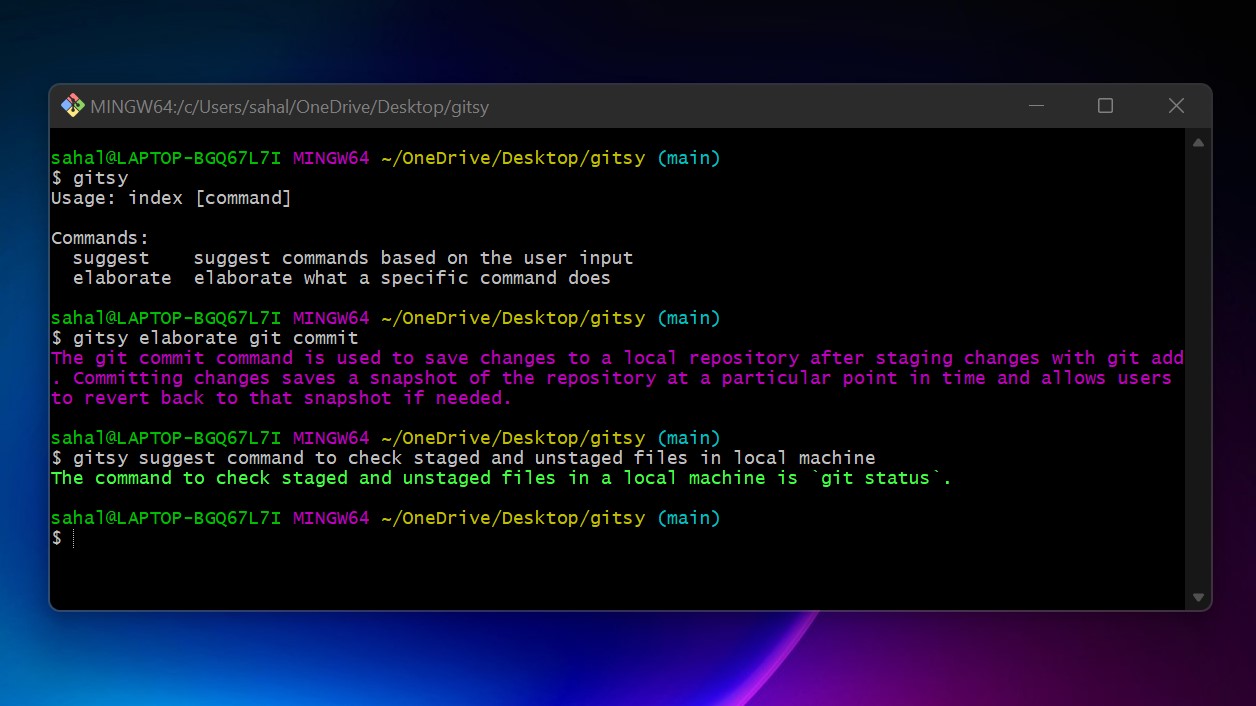 MINGW64:/c/Users/sahal/OneDrive/Desktop/gitsy
sahal@LAPTOP-BGQ67L7I MINGW64 ~/OneDrive/Desktop/gitsy (main)
$ gitsy
Usage: index [command]
Commands:
suggest    suggest commands based on the user input
elaborate  elaborate what a specific command does
sahal@LAPTOP-BGQ67L7I MINGW64 ~/OneDrive/Desktop/gitsy (main)
$ gitsy elaborate git commit
The git commit command is used to save changes to a local repository after staging changes with git add
. Committing changes saves a snapshot of the repository at a particular point in time and allows users
to revert back to that snapshot if needed.
sahal@LAPTOP-BGQ67L7I MINGW64 ~/OneDrive/Desktop/gitsy (main)
$ gitsy suggest command to check staged and unstaged files in local machine
The command to check staged and unstaged files in a local machine is `git status`.
sahal@LAPTOP-BGQ67L7I MINGW64 ~/OneDrive/Desktop/gitsy (main)
$